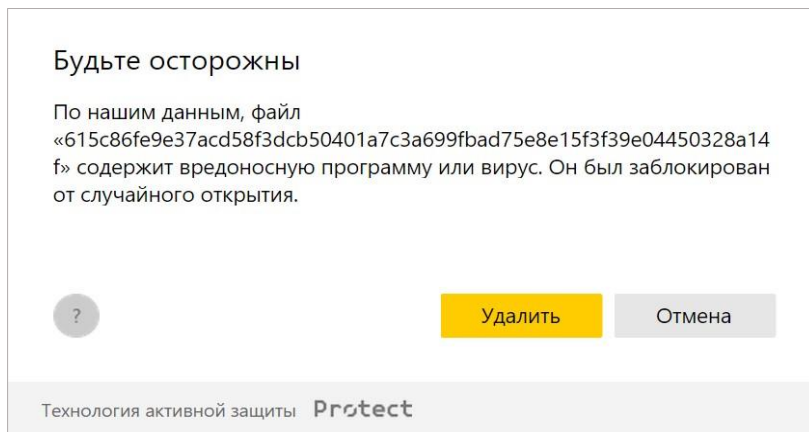 Будьте осторожны
По нашим данным, файл
«615c86fe9e37acd58f3dcb50401a7c3a699fbad75e8e15f3f39e04450328a14
f» содержит вредоносную программу или вирус. Он был заблокирован
от случайного открытия.
?
Удалить Отмена
Технология активной защиты Protect